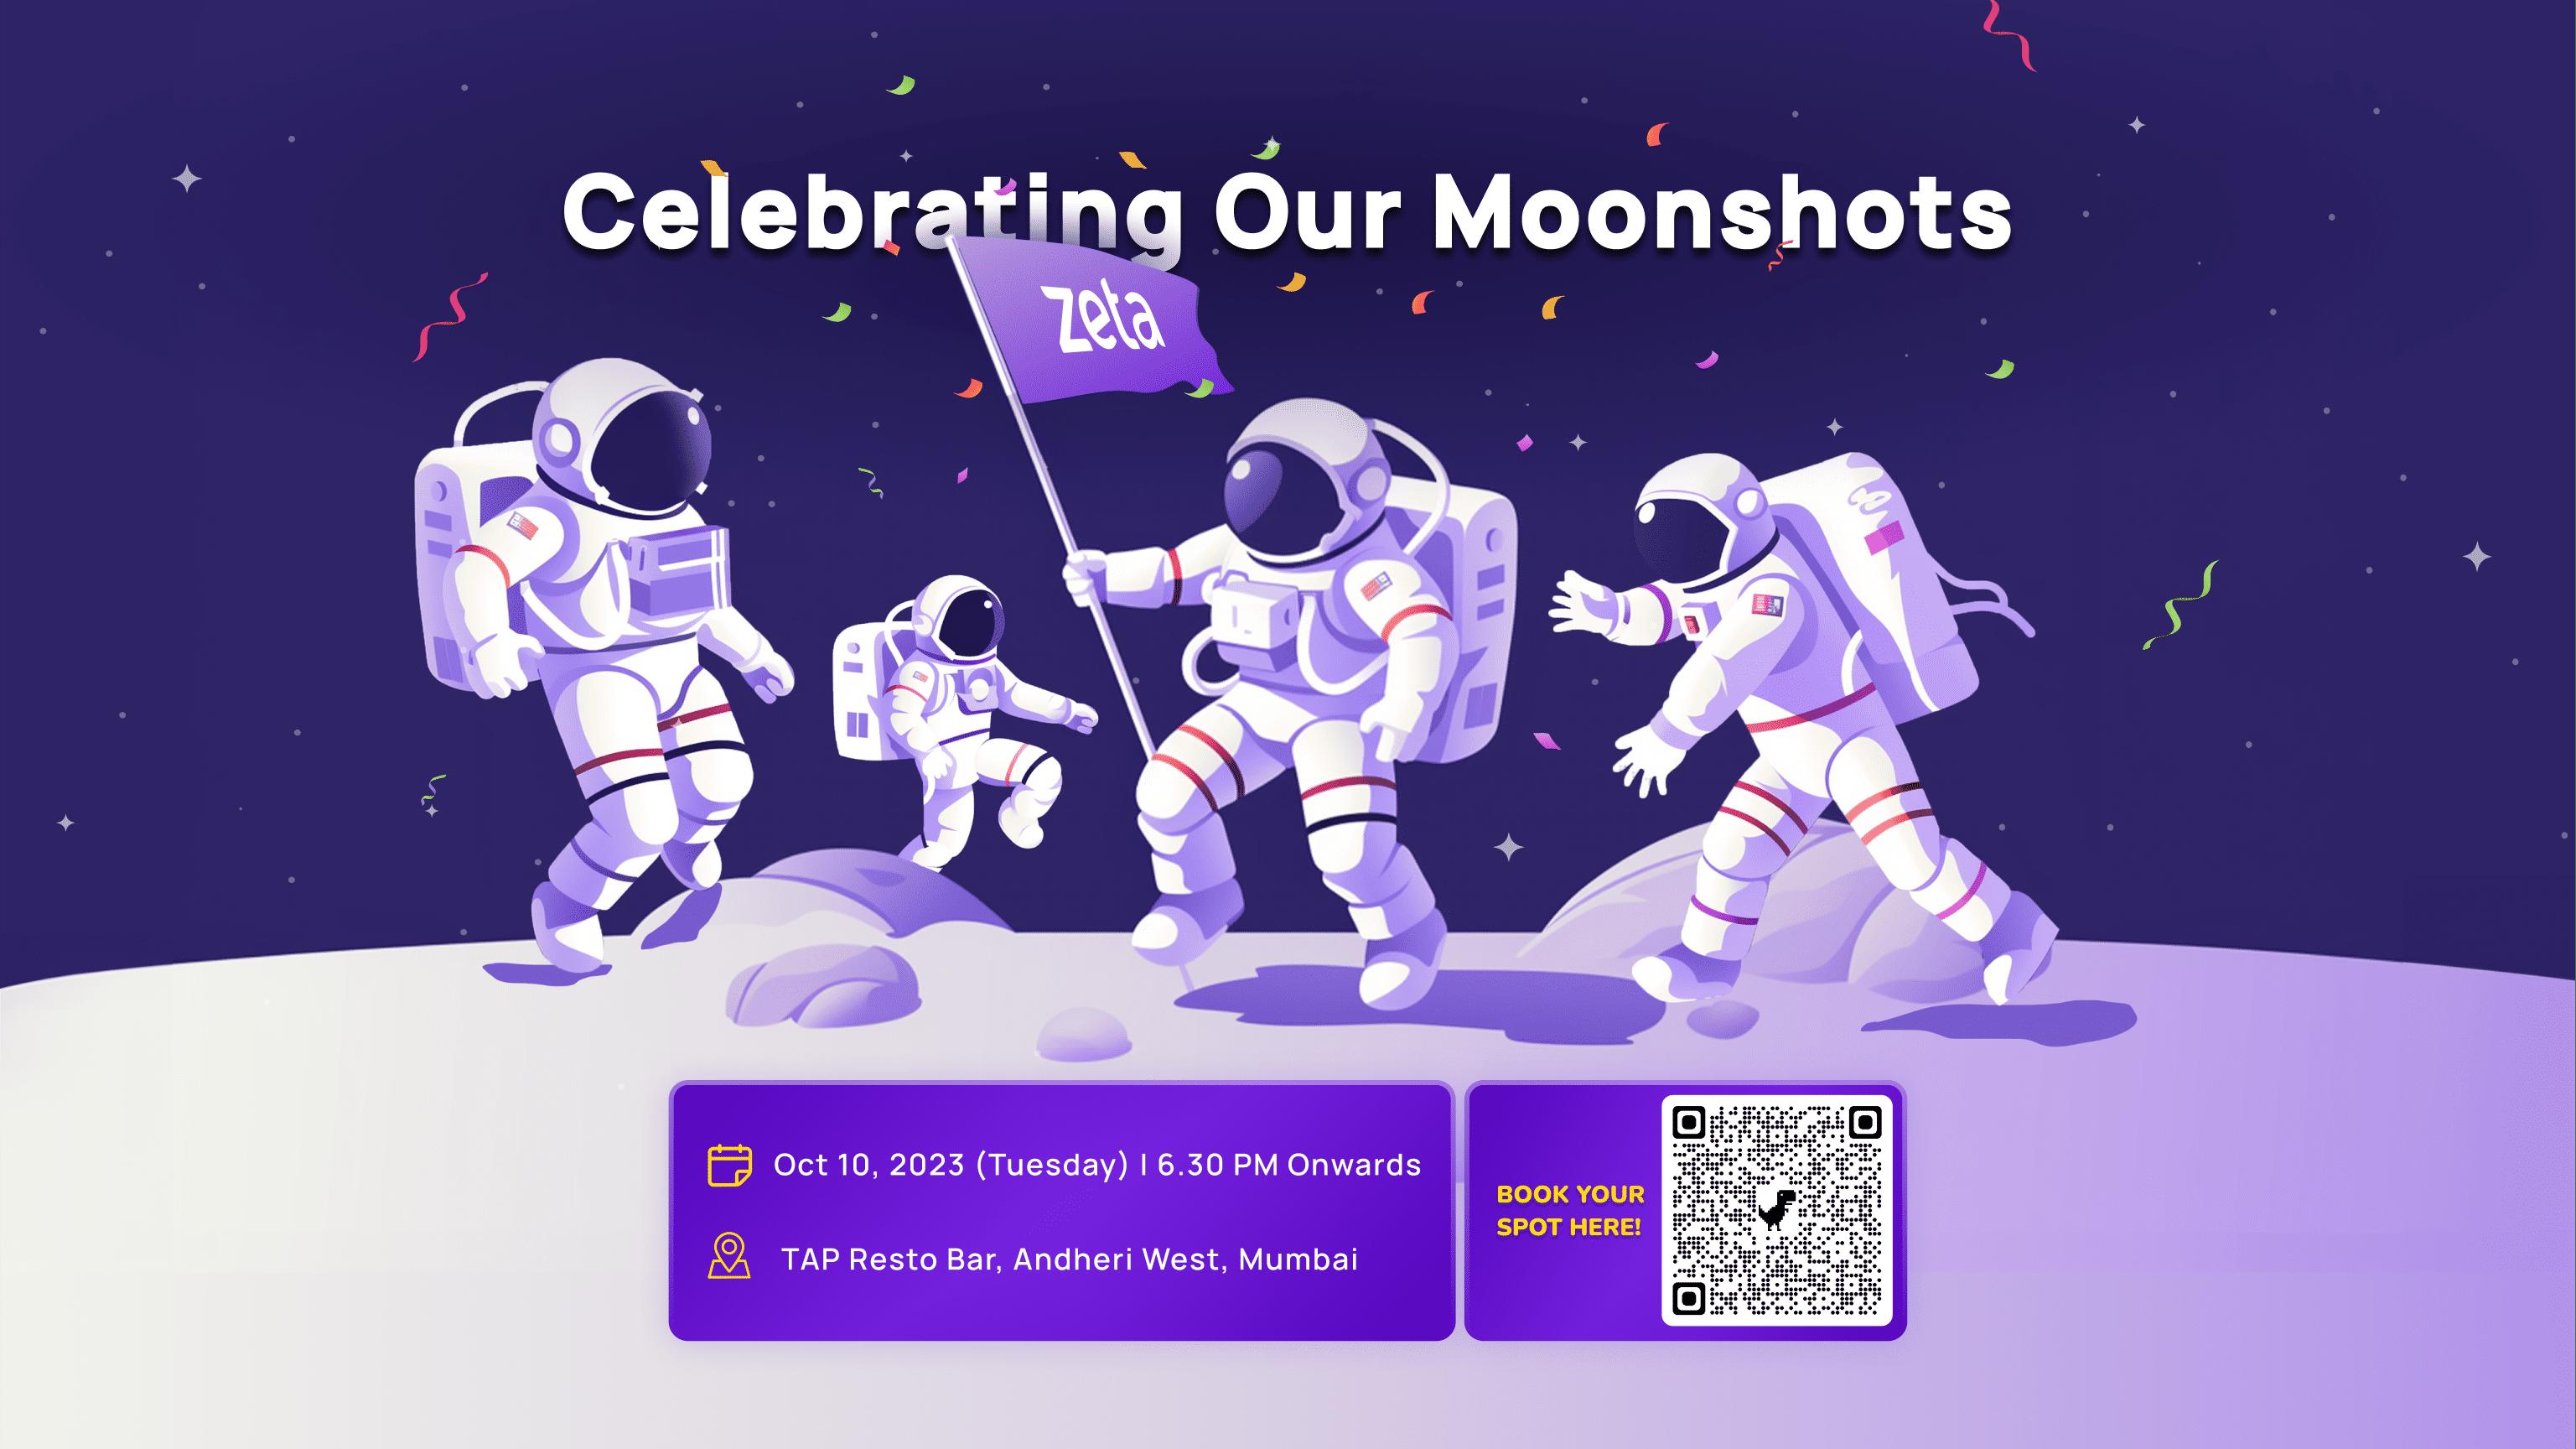 Celebrating Our Moonshots
zeta
Oct 10, 2023 (Tuesday) | 6.30 PM Onwards
TAP Resto Bar, Andheri West, Mumbai
BOOK YOUR
SPOT HERE!